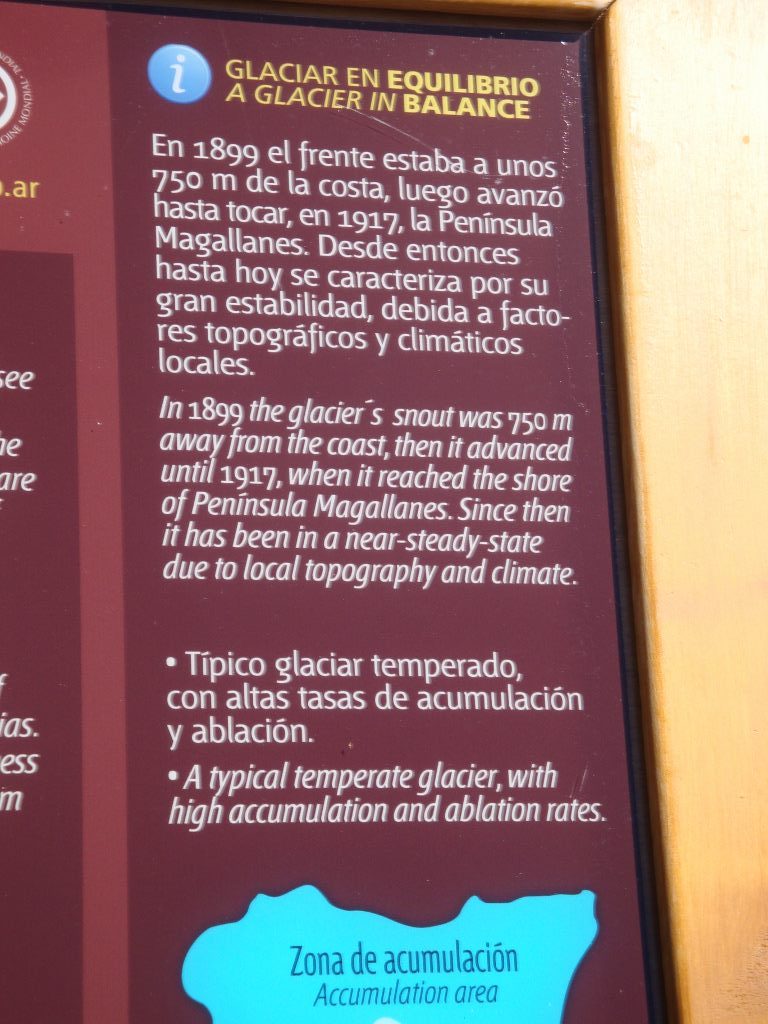 OINE MONDIAL
.ar
see
he
are
f
ias.
ess
m
GLACIAR EN EQUILIBRIO
A GLACIER IN BALANCE
En 1899 el frente estaba a unos
750 m de la costa, luego avanzó
hasta tocar, en 1917, la Península
Magallanes. Desde entonces
hasta hoy se caracteriza por su
gran estabilidad, debida a facto-
res topográficos y climáticos
locales.
In 1899 the glacier´s snout was 750 m
away from the coast, then it advanced
until 1917, when it reached the shore
of Península Magallanes. Since then
it has been in a near-steady-state
due to local topography and climate.
• Típico glaciar temperado,
con altas tasas de acumulación
y ablación.
• A typical temperate glacier, with
high accumulation and ablation rates.
Zona de acumulación
Accumulation area